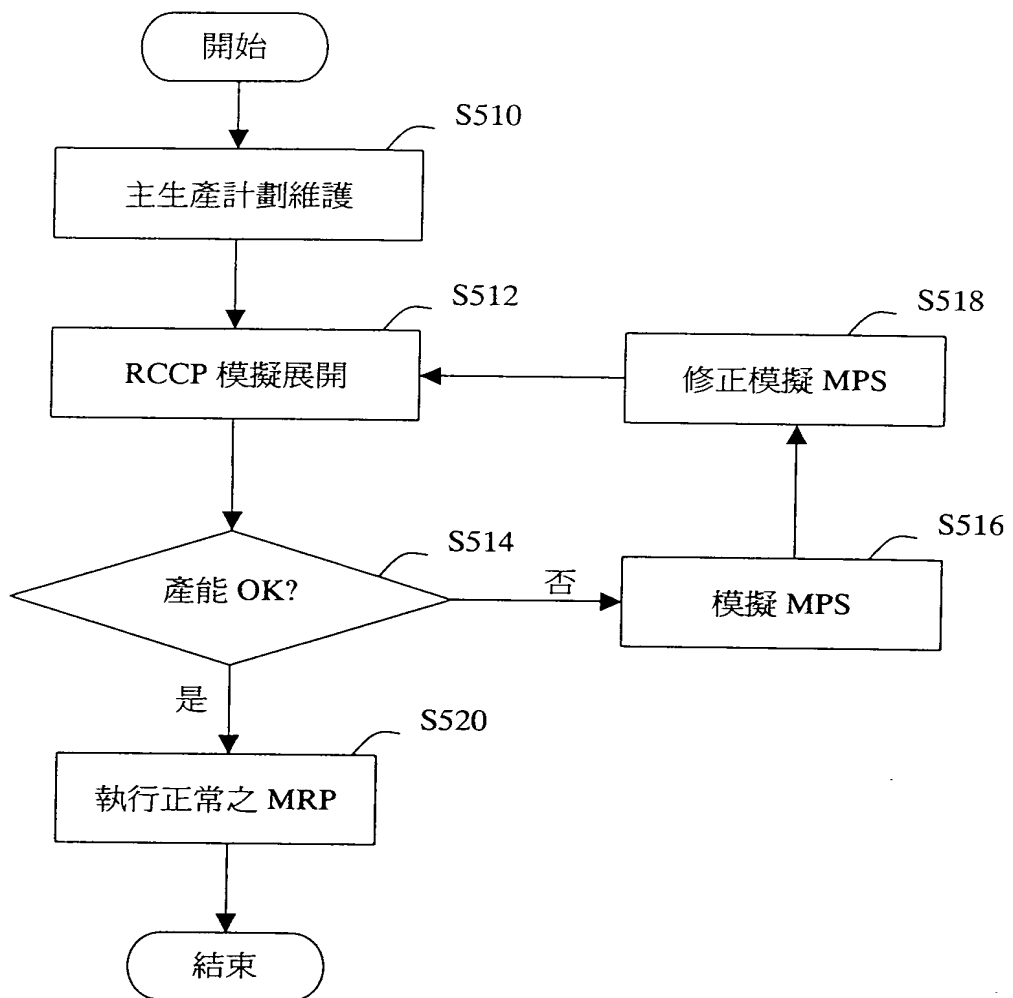 開始
S510
主生產計劃維護
S512
RCCP 模擬展開
S518
修正模擬 MPS
S514
產能 OK?
否
S516
模擬 MPS
是
S520
執行正常之 MRP
結束